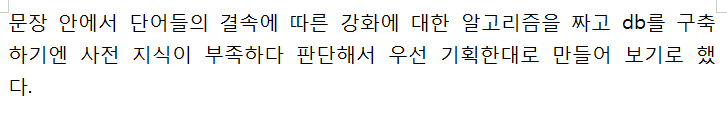 문장 안에서 단어들의 결속에 따른 강화에 대한 알고리즘을 짜고 db를 구축
하기엔 사전 지식이 부족하다 판단해서 우선 기획한대로 만들어 보기로 했
다.